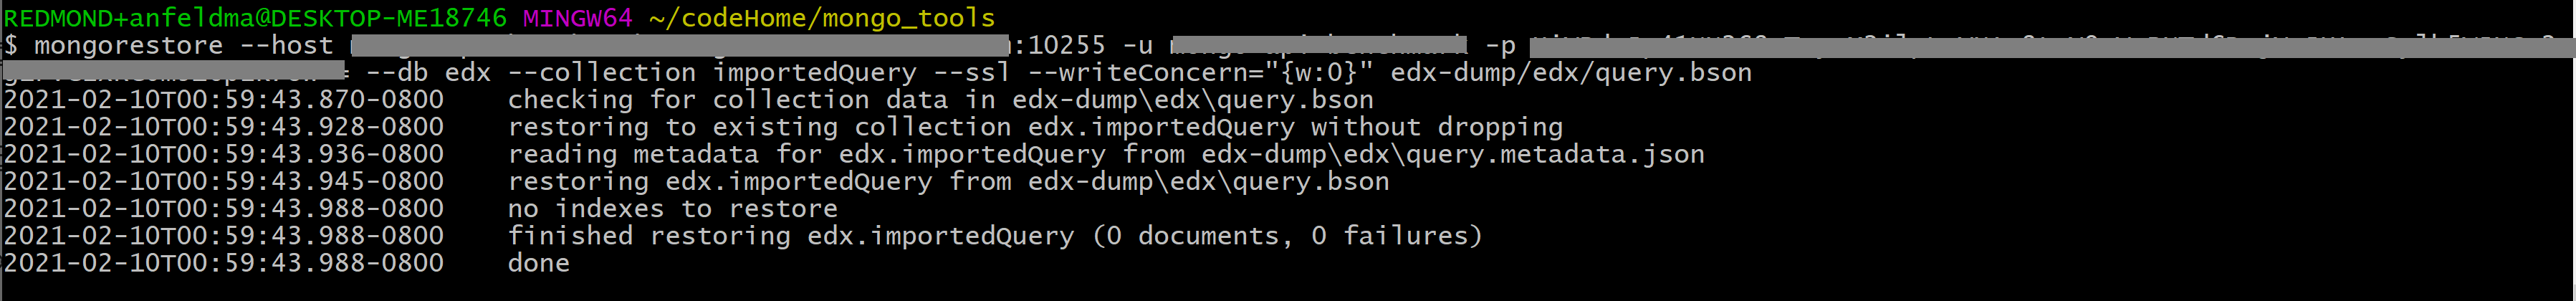 REDMOND+anfeldma@DESKTOP-ME18746 MINGW64 ~/codeHome/mongo_tools
$ mongorestore --host :10255 -u -p
= --db edx --collection importedQuery --ssl --writeConcern="{w:0}" edx-dump/edx/query.bson
2021-02-10T00:59:43.870-0800 checking for collection data in edx-dump\edx\query.bson
2021-02-10T00:59:43.928-0800 restoring to existing collection edx.importedQuery without dropping
2021-02-10T00:59:43.936-0800 reading metadata for edx.importedQuery from edx-dump\edx\query.metadata.json
2021-02-10T00:59:43.945-0800 restoring edx.importedQuery from edx-dump\edx\query.bson
2021-02-10T00:59:43.988-0800 no indexes to restore
2021-02-10T00:59:43.988-0800 finished restoring edx.importedQuery (0 documents, 0 failures)
2021-02-10T00:59:43.988-0800 done